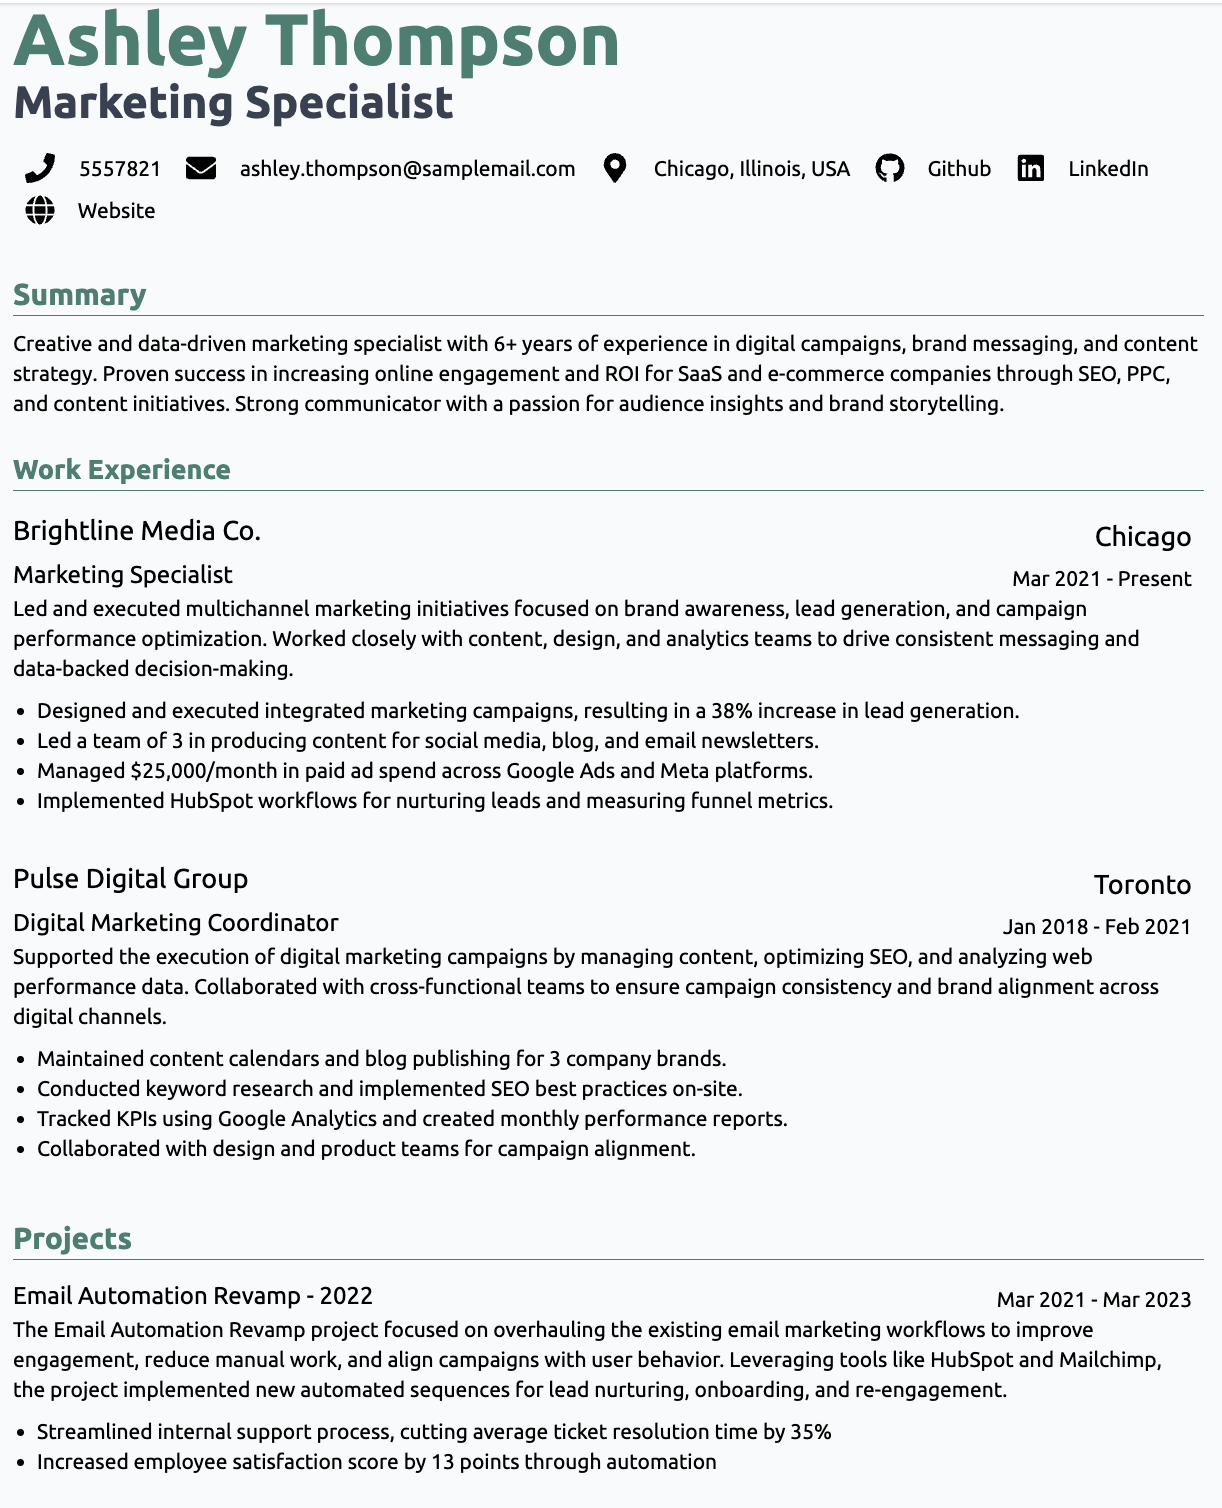 Ashley Thompson
Marketing Specialist
5557821 ashley.thompson@samplemail.com Chicago, Illinois, USA Github LinkedIn
Website
Summary
Creative and data-driven marketing specialist with 6+ years of experience in digital campaigns, brand messaging, and content
strategy. Proven success in increasing online engagement and ROI for SaaS and e-commerce companies through SEO, PPC,
and content initiatives. Strong communicator with a passion for audience insights and brand storytelling.
Work Experience
Brightline Media Co. Chicago
Marketing Specialist Mar 2021 - Present
Led and executed multichannel marketing initiatives focused on brand awareness, lead generation, and campaign
performance optimization. Worked closely with content, design, and analytics teams to drive consistent messaging and
data-backed decision-making.
• Designed and executed integrated marketing campaigns, resulting in a 38% increase in lead generation.
• Led a team of 3 in producing content for social media, blog, and email newsletters.
• Managed $25,000/month in paid ad spend across Google Ads and Meta platforms.
• Implemented HubSpot workflows for nurturing leads and measuring funnel metrics.
Pulse Digital Group Toronto
Digital Marketing Coordinator Jan 2018 - Feb 2021
Supported the execution of digital marketing campaigns by managing content, optimizing SEO, and analyzing web
performance data. Collaborated with cross-functional teams to ensure campaign consistency and brand alignment across
digital channels.
• Maintained content calendars and blog publishing for 3 company brands.
• Conducted keyword research and implemented SEO best practices on-site.
• Tracked KPIs using Google Analytics and created monthly performance reports.
• Collaborated with design and product teams for campaign alignment.
Projects
Email Automation Revamp - 2022 Mar 2021 - Mar 2023
The Email Automation Revamp project focused on overhauling the existing email marketing workflows to improve
engagement, reduce manual work, and align campaigns with user behavior. Leveraging tools like HubSpot and Mailchimp,
the project implemented new automated sequences for lead nurturing, onboarding, and re-engagement.
• Streamlined internal support process, cutting average ticket resolution time by 35%
• Increased employee satisfaction score by 13 points through automation